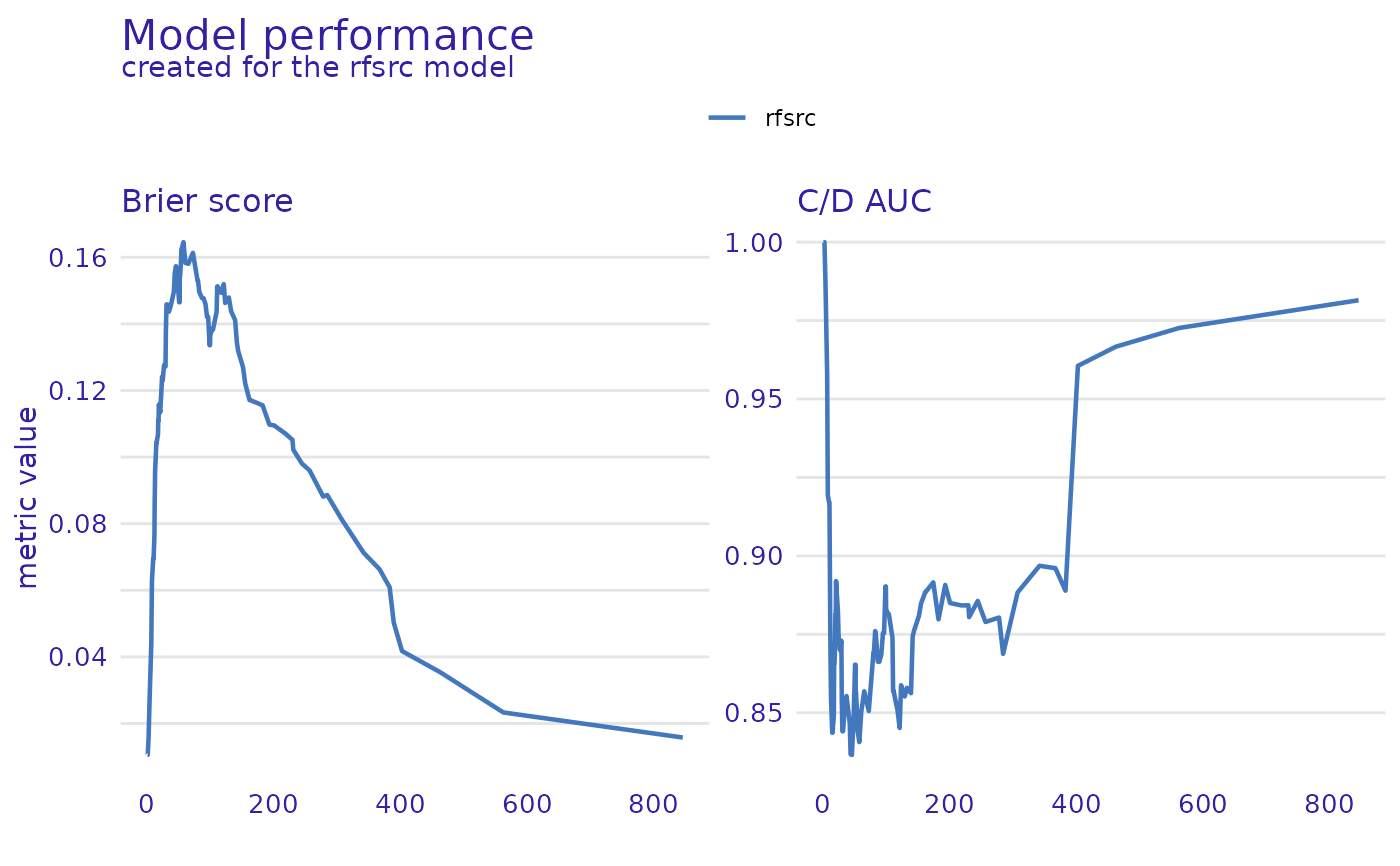 Model performance
created for the rfsrc model
rfsrc
Brier score
C/D AUC
metric value
0.16
0.12
0.08
0.04
0 200 400 600 800
1.00
0.95
0.90
0.85
0 200 400 600 800